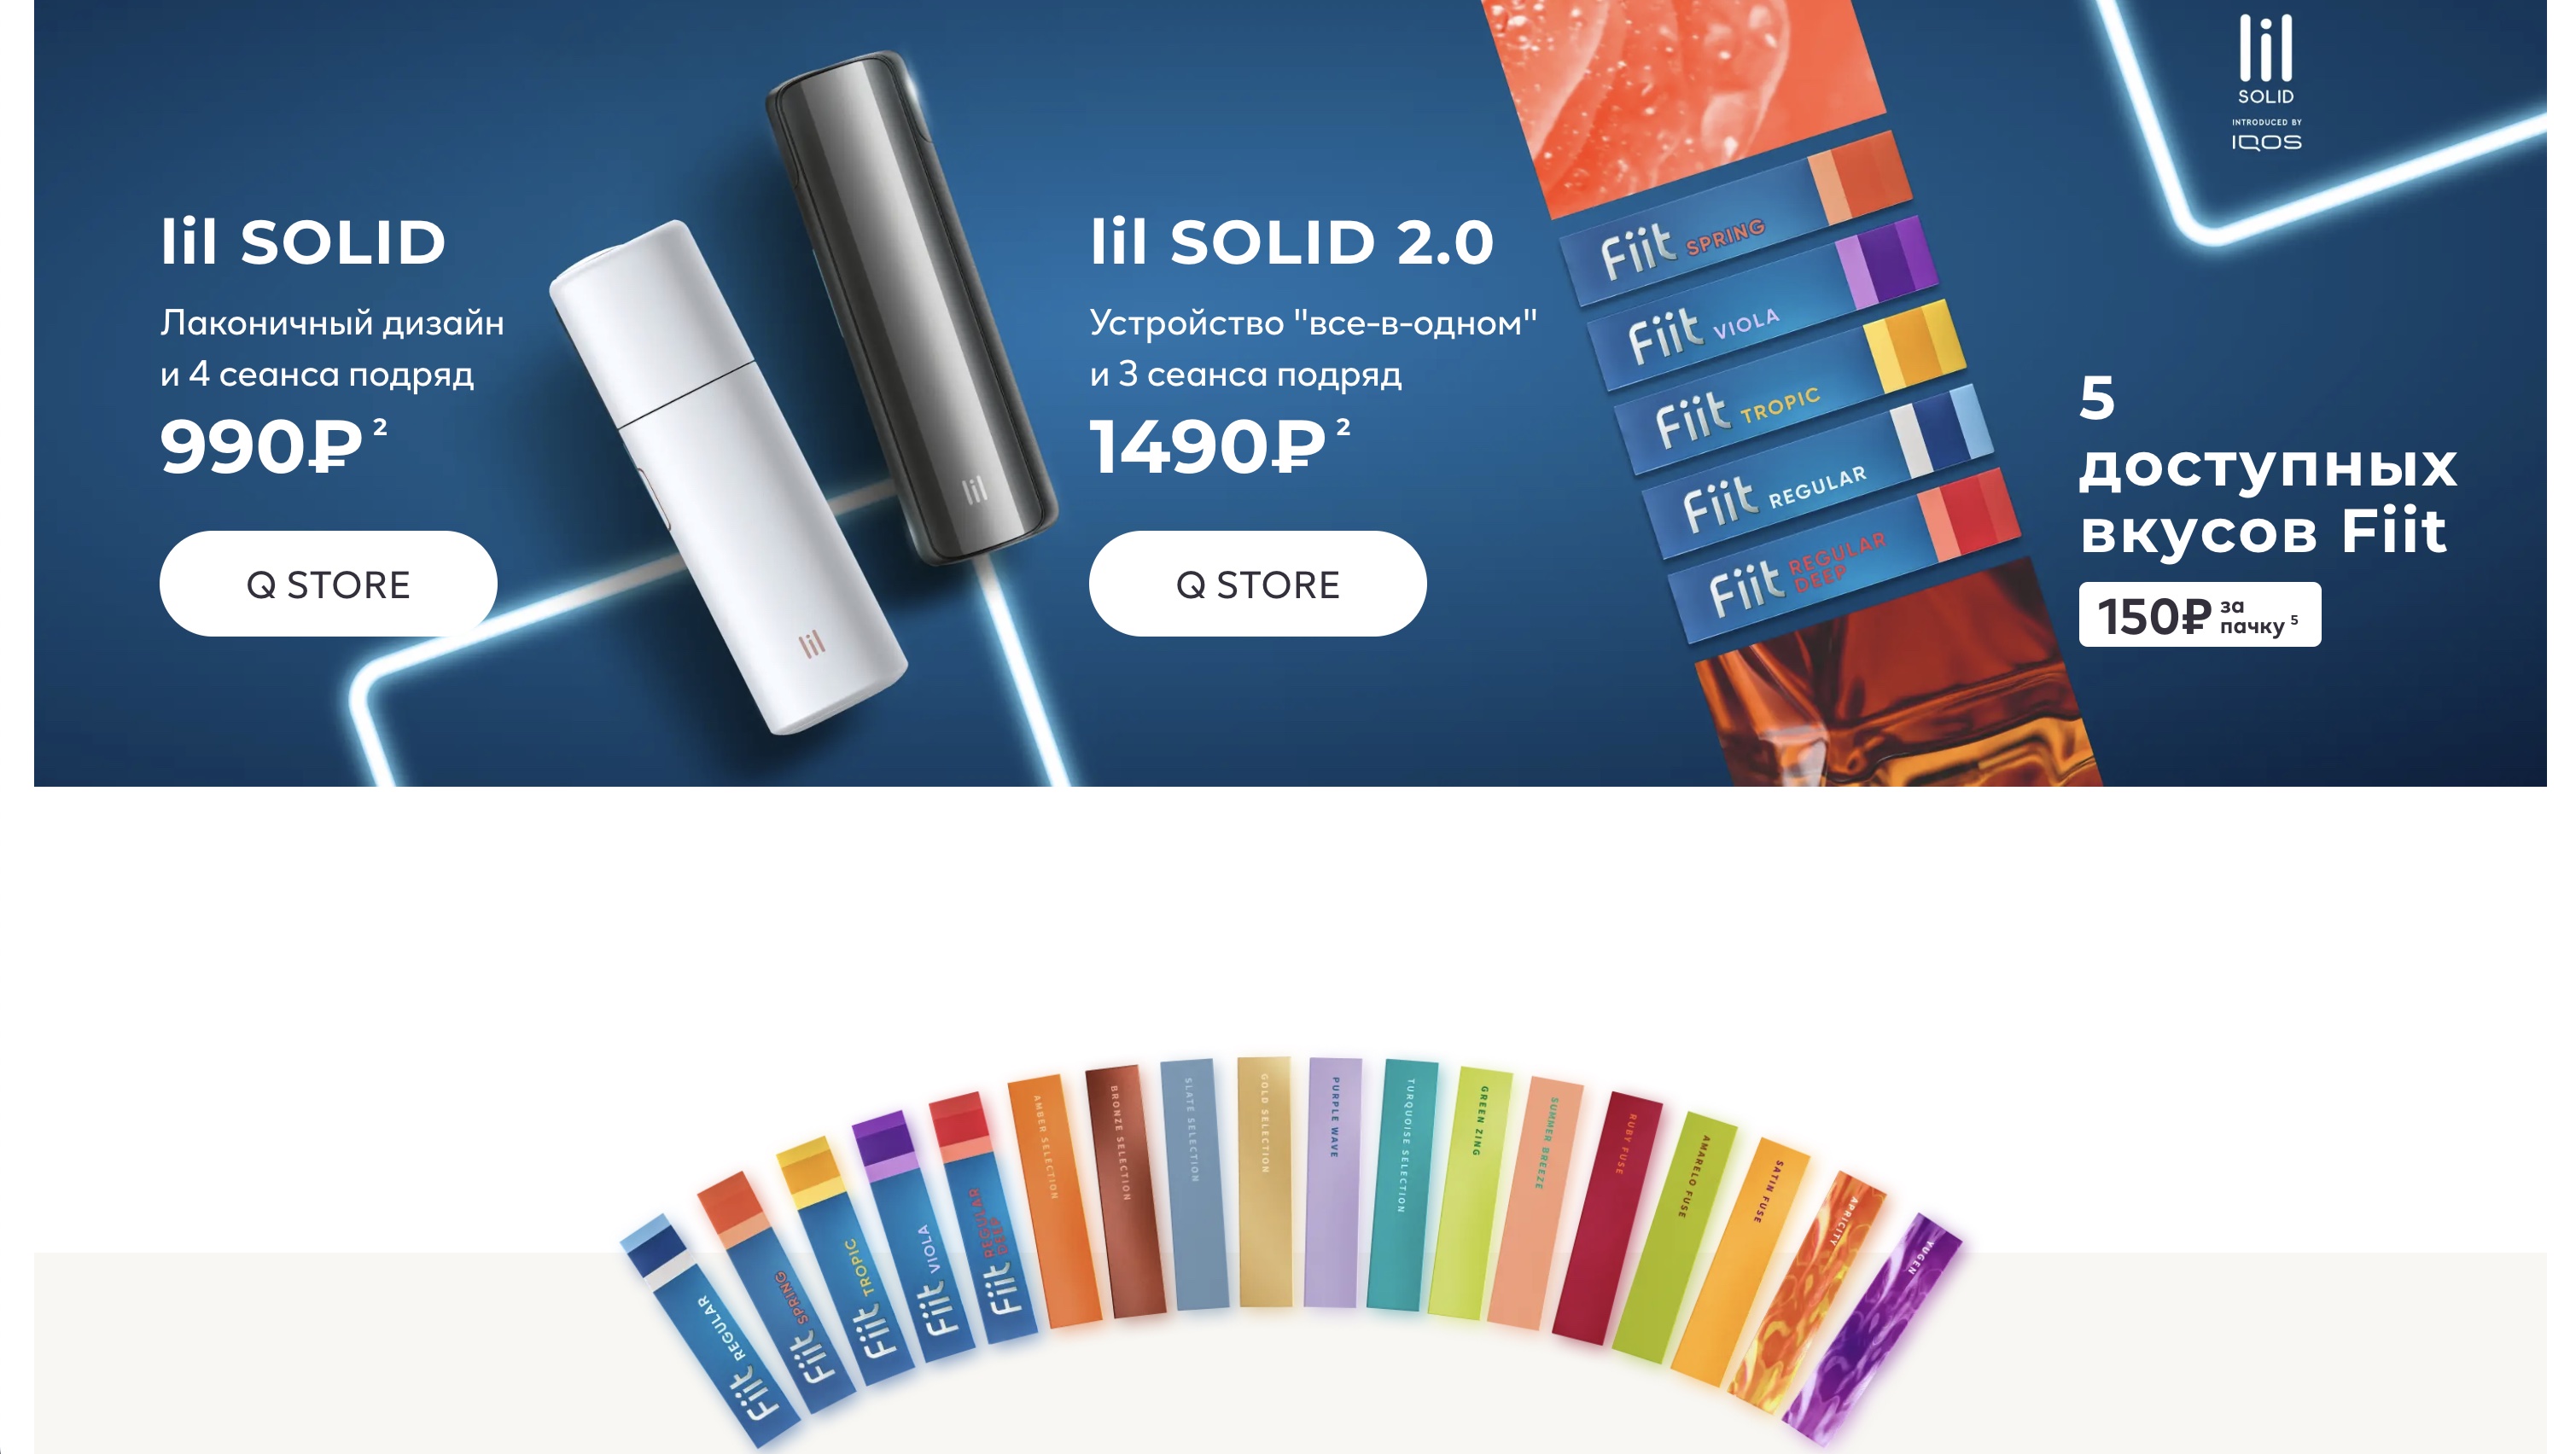 lil
SOLID
INTRODUCED BY
IQOS
lil SOLID
Лаконичный дизайн
и 4 сеанса подряд
990₽ 2
Q STORE
lil
lil
lil SOLID 2.0
Устройство "все-в-одном"
и 3 сеанса подряд
1490₽ 2
Q STORE
Fiit SPRING
Fiit VIOLA
Fiit TROPIC
Fiit REGULAR
Fiit REGULAR
DEEP
5
доступных
вкусов Fiit
150₽ за
пачку 5
Fiit REGULAR
Fiit SPRING
Fiit TROPIC
Fiit VIOLA
Fiit REGULAR
DEEP
AMBER SELECTION
BRONZE SELECTION
SLATE SELECTION
GOLD SELECTION
PURPLE WAVE
TURQUOISE SELECTION
GREEN ZING
SUMMER BREEZE
RUBY FUSE
AMARELO FUSE
SATIN FUSE
APRICITY
YUGEN